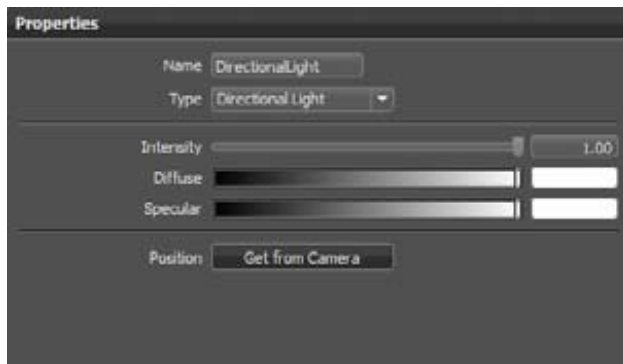 Properties
Name DirectionalLight
Type Directional Light
Intensity 1.00
Diffuse
Specular
Position Get from Camera